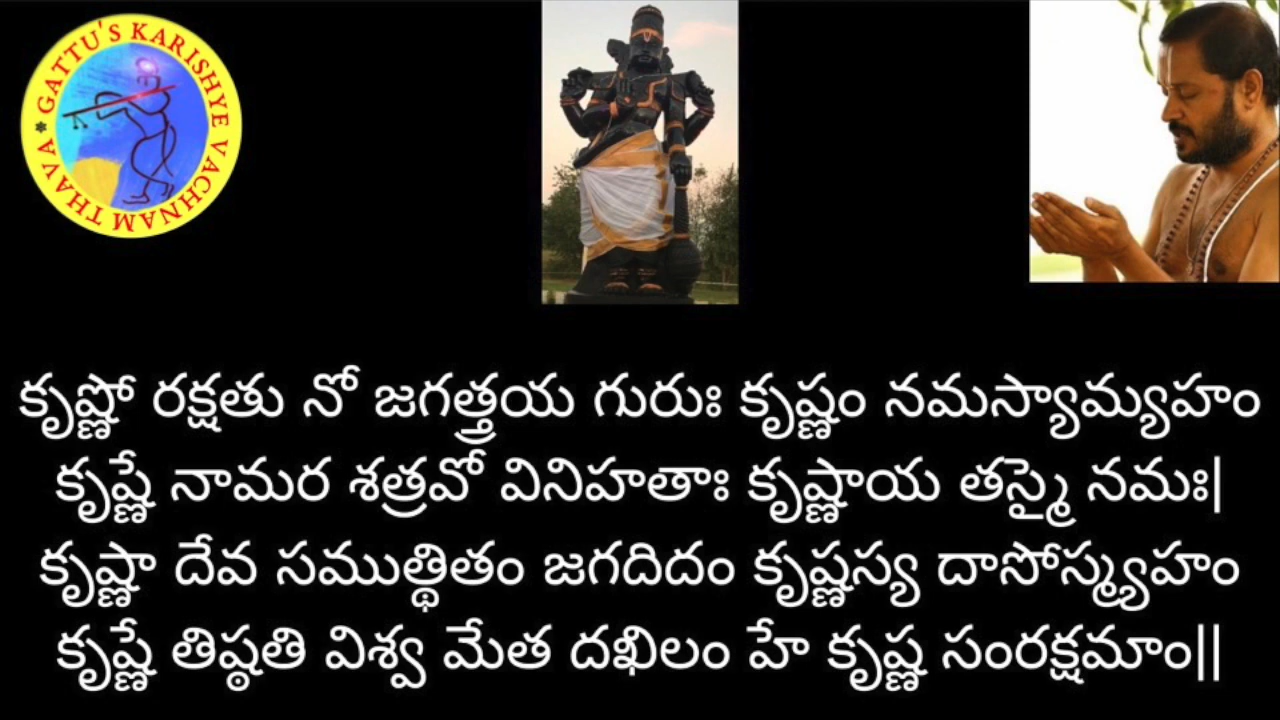 GATTU'S KARISHYE VACHNAM THAVA *
కృష్ణో రక్షతు నో జగత్త్రయ గురుః కృష్ణం నమస్యామ్యహం
కృష్ణే నామర శత్రవో వినిహతాః కృష్ణాయ తస్మై నమః|
కృష్ణా దేవ సముత్థితం జగదిదం కృష్ణస్య దాసోస్మ్యహం
కృష్ణే తిష్ఠతి విశ్వ మేత దఖిలం హే కృష్ణ సంరక్షమాం||